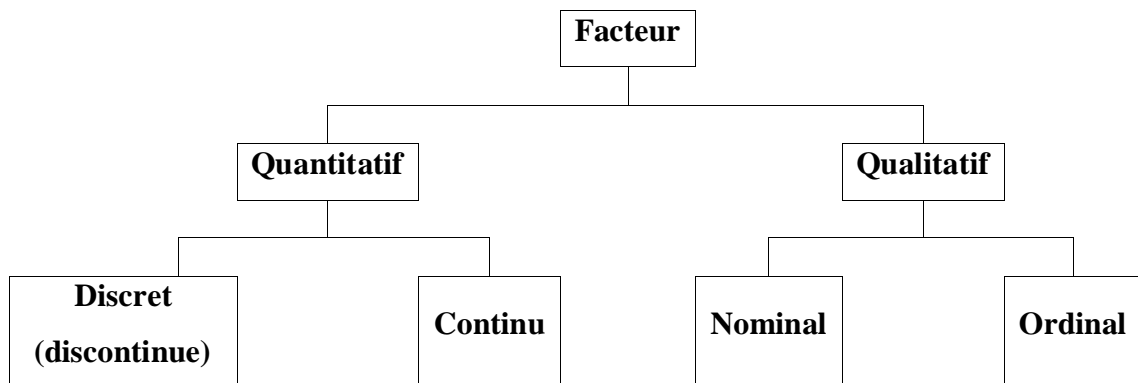 Facteur
Quantitatif
Qualitatif
Discret
(discontinue)
Continu
Nominal
Ordinal